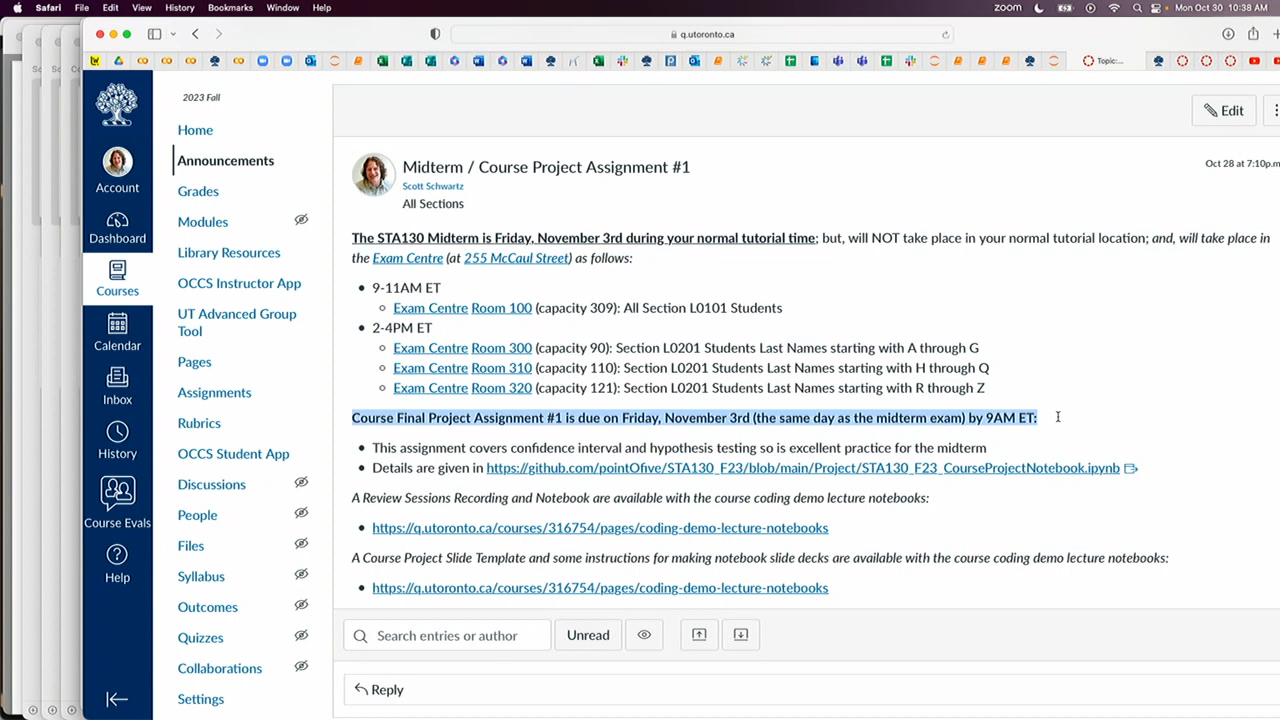 Safari File Edit View History Bookmarks Window Help zoom Mon Oct 30 10:38 AM
q.utoronto.ca
Topic:...
2023 Fall
Home
Announcements
Grades
Modules
Library Resources
OCCS Instructor App
UT Advanced Group
Tool
Pages
Assignments
Rubrics
OCCS Student App
Discussions
People
Files
Syllabus
Outcomes
Quizzes
Collaborations
Settings
Account
Dashboard
Courses
Calendar
Inbox
History
Course Evals
Help
Edit
Midterm / Course Project Assignment #1
Oct 28 at 7:10p.m
Scott Schwartz
All Sections
The STA130 Midterm is Friday, November 3rd during your normal tutorial time; but, will NOT take place in your normal tutorial location; and, will take place in
the Exam Centre (at 255 McCaul Street) as follows:
• 9-11AM ET
Exam Centre Room 100 (capacity 309): All Section L0101 Students
• 2-4PM ET
Exam Centre Room 300 (capacity 90): Section L0201 Students Last Names starting with A through G
Exam Centre Room 310 (capacity 110): Section L0201 Students Last Names starting with H through Q
Exam Centre Room 320 (capacity 121): Section L0201 Students Last Names starting with R through Z
Course Final Project Assignment #1 is due on Friday, November 3rd (the same day as the midterm exam) by 9AM ET:
• This assignment covers confidence interval and hypothesis testing so is excellent practice for the midterm
• Details are given in https://github.com/pointOfive/STA130_F23/blob/main/Project/STA130_F23_CourseProjectNotebook.ipynb
A Review Sessions Recording and Notebook are available with the course coding demo lecture notebooks:
• https://q.utoronto.ca/courses/316754/pages/coding-demo-lecture-notebooks
A Course Project Slide Template and some instructions for making notebook slide decks are available with the course coding demo lecture notebooks:
• https://q.utoronto.ca/courses/316754/pages/coding-demo-lecture-notebooks
Search entries or author
Unread
Reply